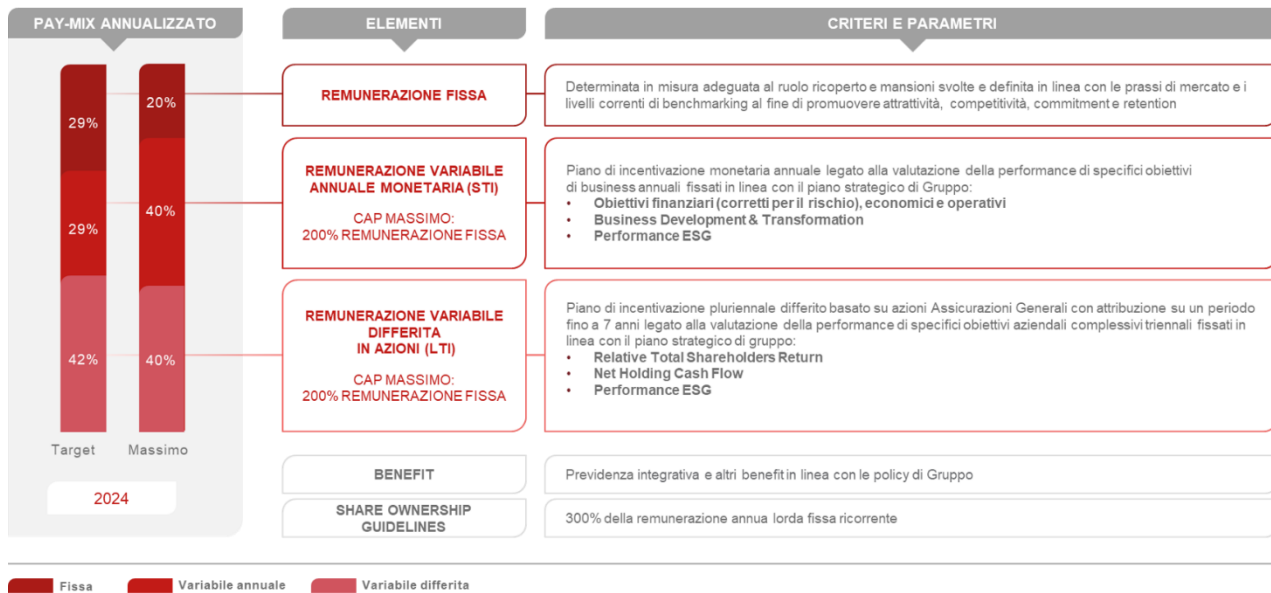 PAY-MIX ANNUALIZZATO
ELEMENTI
CRITERI E PARAMETRI
29%
20%
29%
40%
42%
40%
Target
Massimo
2024
REMUNERAZIONE FISSA
Determinata in misura adeguata al ruolo ricoperto e mansioni svolte e definita in linea con le prassi di mercato e i
livelli correnti di benchmarking al fine di promuovere attrattività, competitività, commitment e retention
REMUNERAZIONE VARIABILE
ANNUALE MONETARIA (STI)
CAP MASSIMO:
200% REMUNERAZIONE FISSA
Piano di incentivazione monetaria annuale legato alla valutazione della performance di specifici obiettivi
di business annuali fissati in linea con il piano strategico di Gruppo:
• Obiettivi finanziari (corretti per il rischio), economici e operativi
• Business Development & Transformation
• Performance ESG
REMUNERAZIONE VARIABILE
DIFFERITA
IN AZIONI (LTI)
CAP MASSIMO:
200% REMUNERAZIONE FISSA
Piano di incentivazione pluriennale differito basato su azioni Assicurazioni Generali con attribuzione su un periodo
fino a 7 anni legato alla valutazione della performance di specifici obiettivi aziendali complessivi triennali fissati in
linea con il piano strategico di gruppo:
• Relative Total Shareholders Return
• Net Holding Cash Flow
• Performance ESG
BENEFIT
Previdenza integrativa e altri benefit in linea con le policy di Gruppo
SHARE OWNERSHIP
GUIDELINES
300% della remunerazione annua lorda fissa ricorrente
Fissa
Variabile annuale
Variabile differita